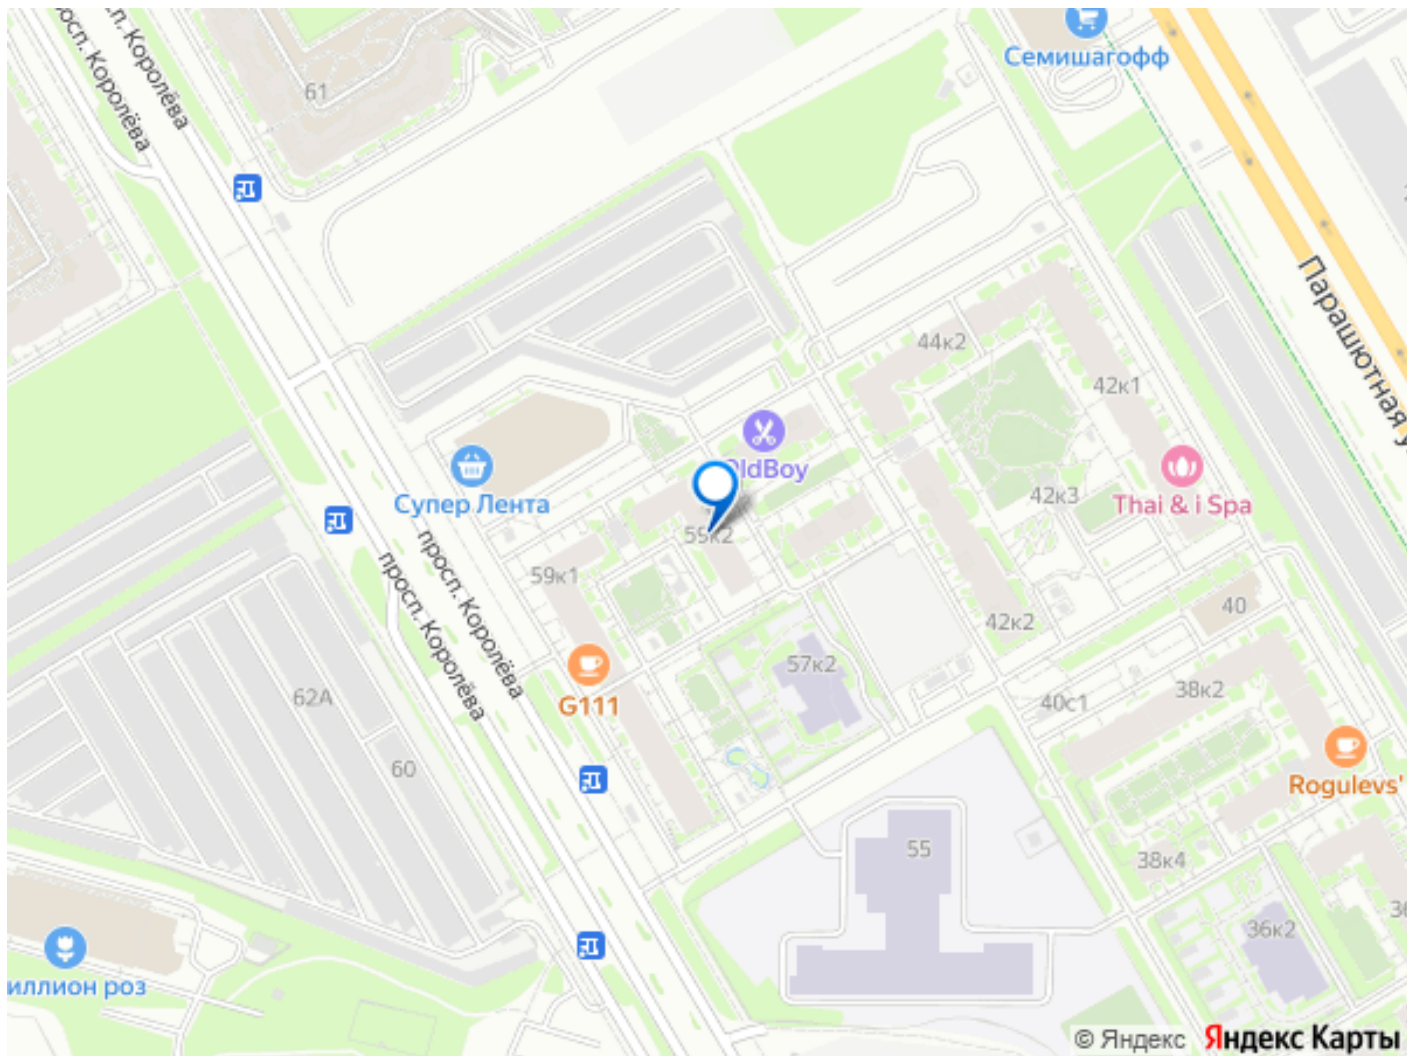 просп. Королёва
просп. Королёва
61
Семишагофф
Парашютная
44к2
42к1
OldBoy
Супер Лента
42к3
Thai & i Spa
59к2
59к1
просп. Королёва
просп. Королёва
40
42к2
57к2
62А
G111
38к2
40с1
60
Rogulevs'
55
38к4
36к2
иллион роз
© Яндекс Яндекс Карты